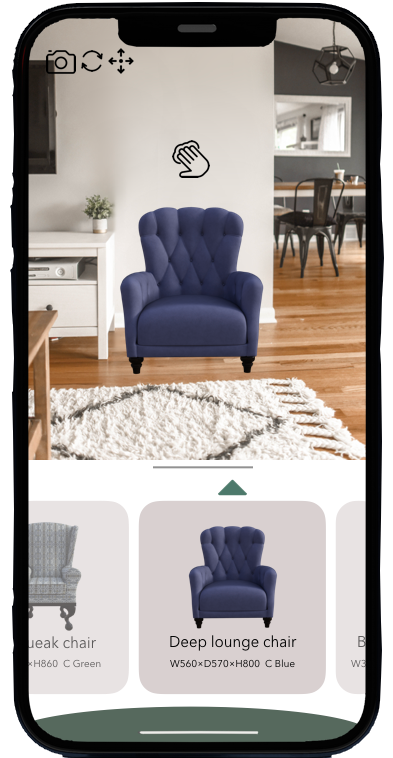 ueak chair
×H860 C Green
Deep lounge chair
W560×D570×H800 C Blue
B
W3